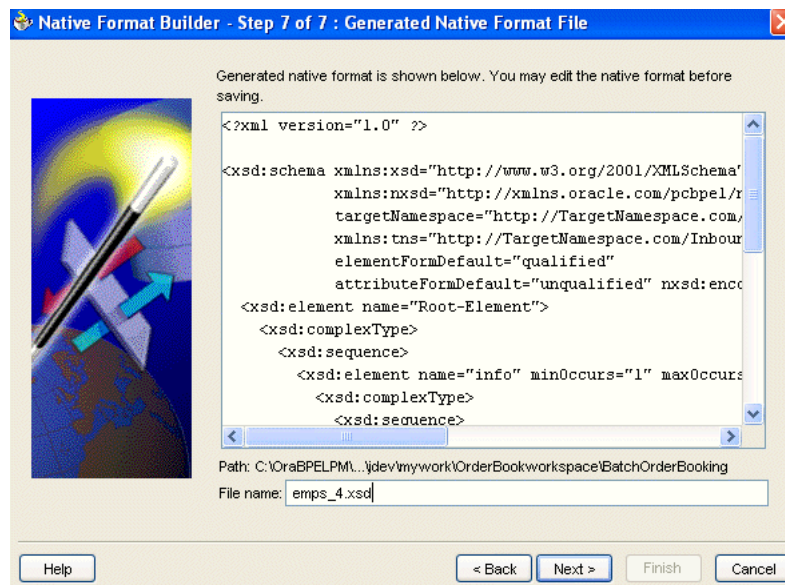 Native Format Builder - Step 7 of 7 : Generated Native Format File
Generated native format is shown below. You may edit the native format before
saving.
<?xml version="1.0" ?>
<xsd:schema xmlns:xsd="http://www.w3.org/2001/XMLSchema"
xmlns:nxsd="http://xmlns.oracle.com/pcbpel/
targetNamespace="http://TargetNamespace.com/
xmlns:tns="http://TargetNamespace.com/Inbour
elementFormDefault="qualified"
attributeFormDefault="unqualified" nxsd:enco
<xsd:element name="Root-Element">
<xsd:complexType>
<xsd:sequence>
<xsd:element name="info" minOccurs="1" maxOccurs
<xsd:complexType>
<xsd:sequence>
Path: C:\OraBPELPM\...\jdev\mywork\OrderBookworkspace\BatchOrderBooking
File name: emps_4.xsd
Help < Back Next > Finish Cancel